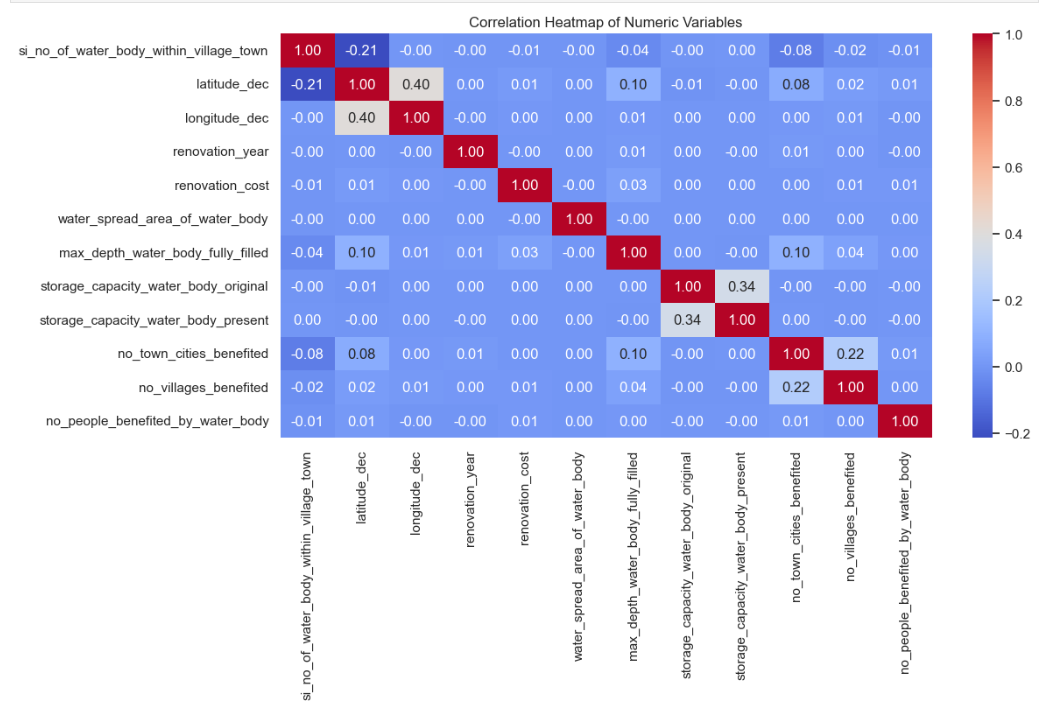 Correlation Heatmap of Numeric Variables
si_no_of_water_body_within_village_town 1.00 -0.21 -0.00 -0.00 -0.01 -0.00 -0.04 -0.00 0.00 -0.08 -0.02 -0.01
latitude_dec -0.21 1.00 0.40 0.00 0.01 0.00 0.10 -0.01 -0.00 0.08 0.02 0.01
longitude_dec -0.00 0.40 1.00 -0.00 0.00 0.00 0.01 0.00 0.00 0.00 0.01 -0.00
renovation_year -0.00 0.00 -0.00 1.00 -0.00 0.00 0.01 0.00 -0.00 0.01 0.00 -0.00
renovation_cost -0.01 0.01 0.00 -0.00 1.00 -0.00 0.03 0.00 0.00 0.00 0.01 0.01
water_spread_area_of_water_body -0.00 0.00 0.00 0.00 -0.00 1.00 -0.00 0.00 0.00 0.00 0.00 0.00
max_depth_water_body_fully_filled -0.04 0.10 0.01 0.01 0.03 -0.00 1.00 0.00 -0.00 0.10 0.04 0.00
storage_capacity_water_body_original -0.00 -0.01 0.00 0.00 0.00 0.00 0.00 1.00 0.34 -0.00 -0.00 -0.00
storage_capacity_water_body_present 0.00 -0.00 0.00 -0.00 0.00 0.00 -0.00 0.34 1.00 0.00 -0.00 -0.00
no_town_cities_benefited -0.08 0.08 0.00 0.01 0.00 0.00 0.10 -0.00 0.00 1.00 0.22 0.01
no_villages_benefited -0.02 0.02 0.01 0.00 0.01 0.00 0.04 -0.00 -0.00 0.22 1.00 0.00
no_people_benefited_by_water_body -0.01 0.01 -0.00 -0.00 0.01 0.00 0.00 -0.00 -0.00 0.01 0.00 1.00
si_no_of_water_body_within_village_town
latitude_dec
longitude_dec
renovation_year
renovation_cost
water_spread_area_of_water_body
max_depth_water_body_fully_filled
storage_capacity_water_body_original
storage_capacity_water_body_present
no_town_cities_benefited
no_villages_benefited
no_people_benefited_by_water_body
1.0
0.8
0.6
0.4
0.2
0.0
−0.2